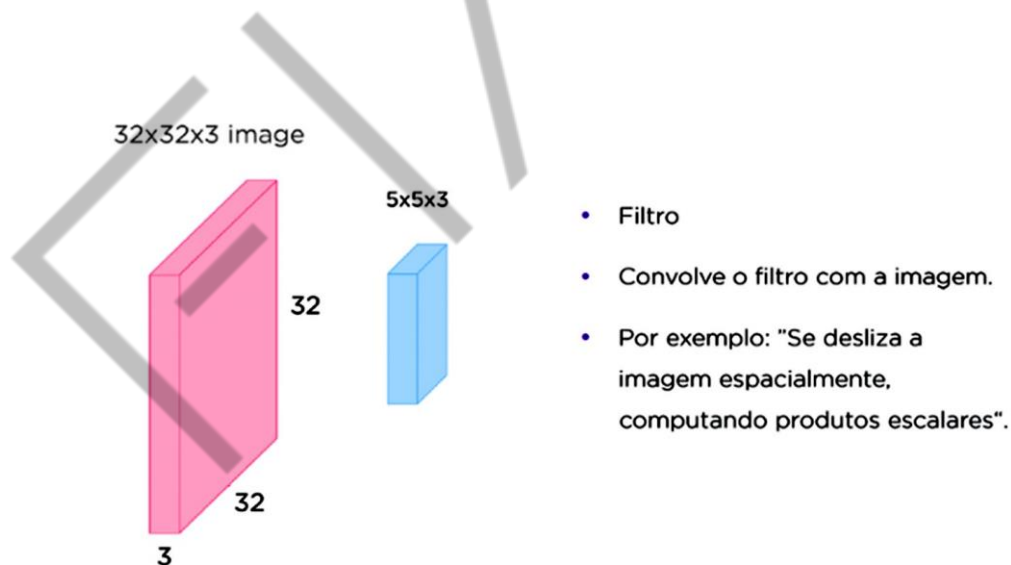 32x32x3 image
5x5x3
32
32
3
• Filtro
• Convolve o filtro com a imagem.
• Por exemplo: "Se desliza a
imagem espacialmente,
computando produtos escalares“.